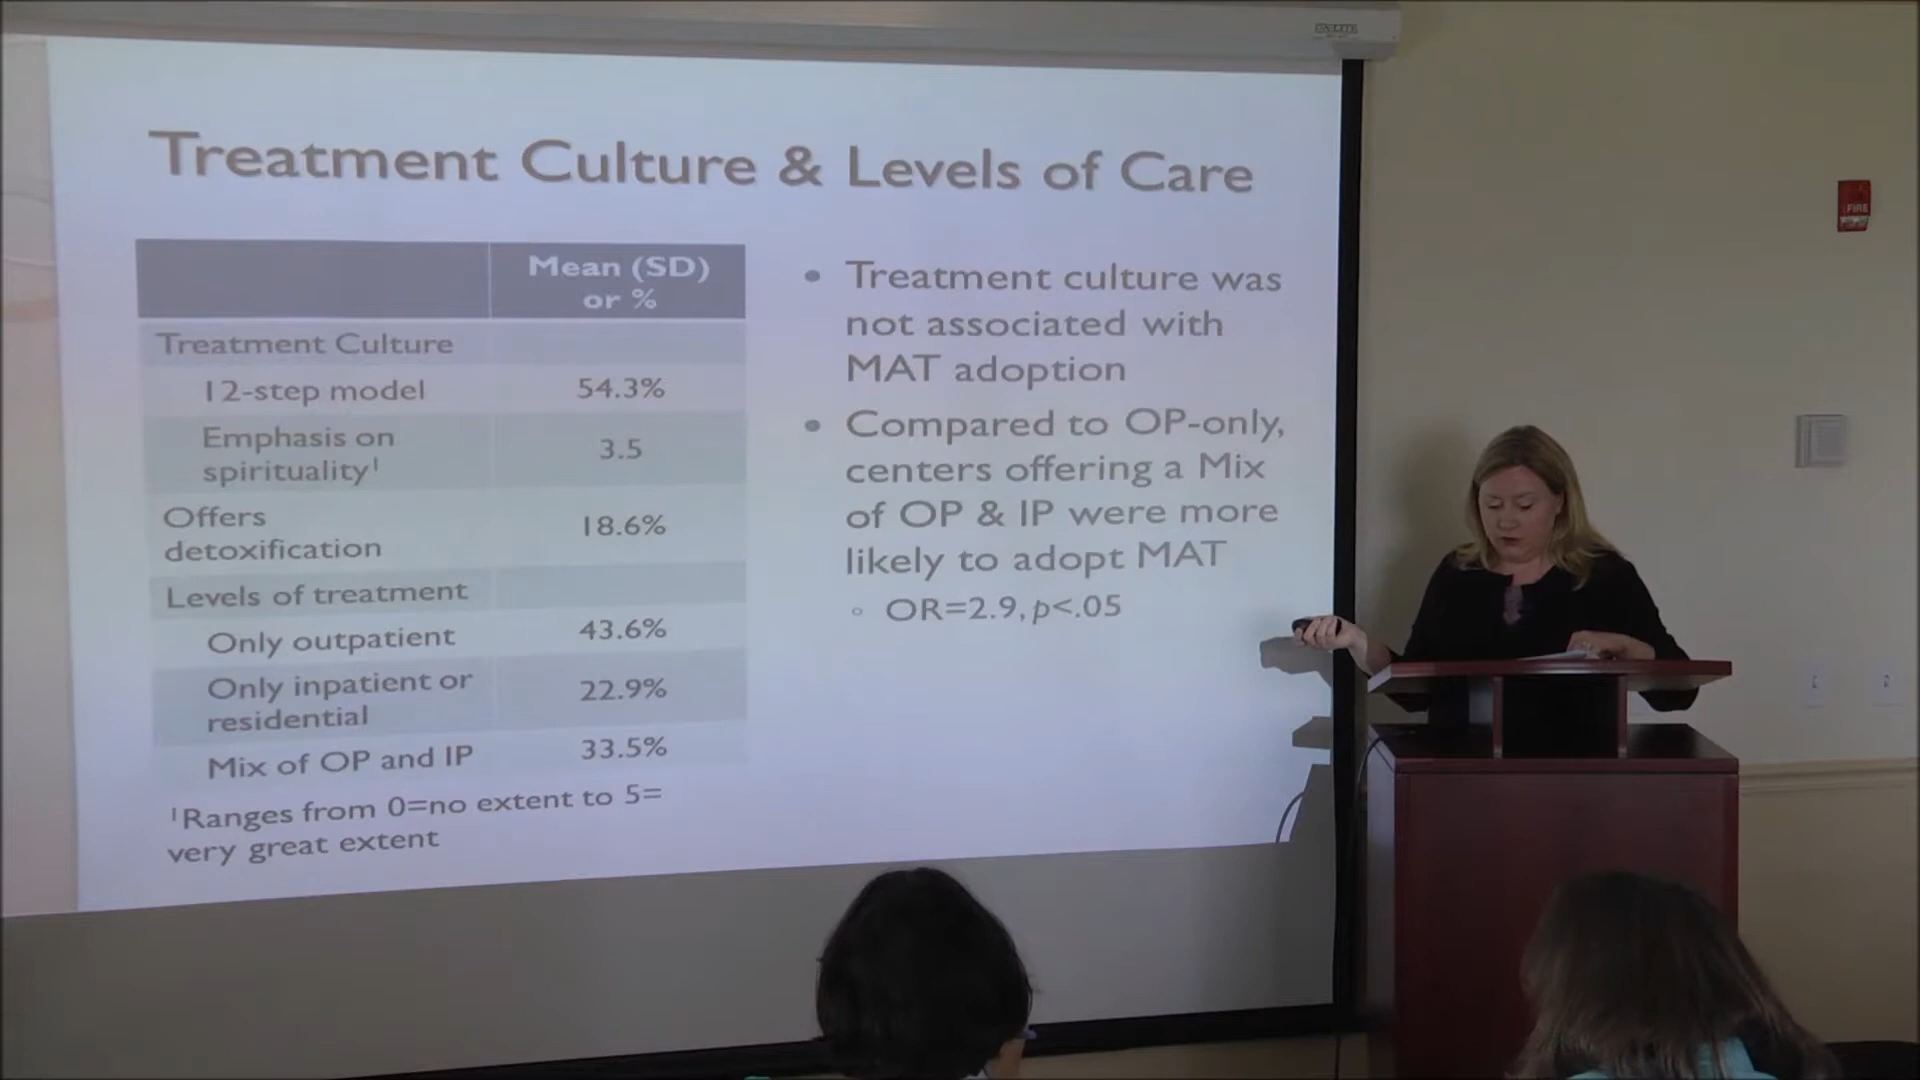 Treatment Culture & Levels of Care
Mean (SD)
or %
Treatment Culture
12-step model 54.3%
Emphasis on
spirituality¹ 3.5
Offers
detoxification 18.6%
Levels of treatment
Only outpatient 43.6%
Only inpatient or
residential 22.9%
Mix of OP and IP 33.5%
¹Ranges from 0=no extent to 5=
very great extent
• Treatment culture was
not associated with
MAT adoption
• Compared to OP-only,
centers offering a Mix
of OP & IP were more
likely to adopt MAT
◦ OR=2.9, p<.05
FIRE